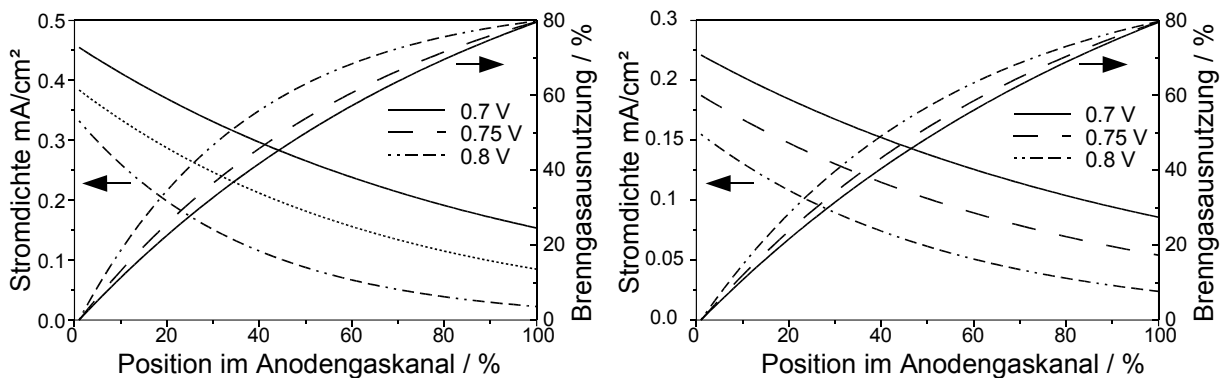 0.5
0.4
0.3
0.2
0.1
0.0
Stromdichte mA/cm²
80
60
40
20
0
Brenngasausnutzung / %
0.7 V
0.75 V
0.8 V
0 20 40 60 80 100
Position im Anodengaskanal / %
0.3
0.25
0.2
0.15
0.1
0.05
0.0
Stromdichte mA/cm²
80
60
40
20
0
Brenngasausnutzung / %
0.7 V
0.75 V
0.8 V
0 20 40 60 80 100
Position im Anodengaskanal / %